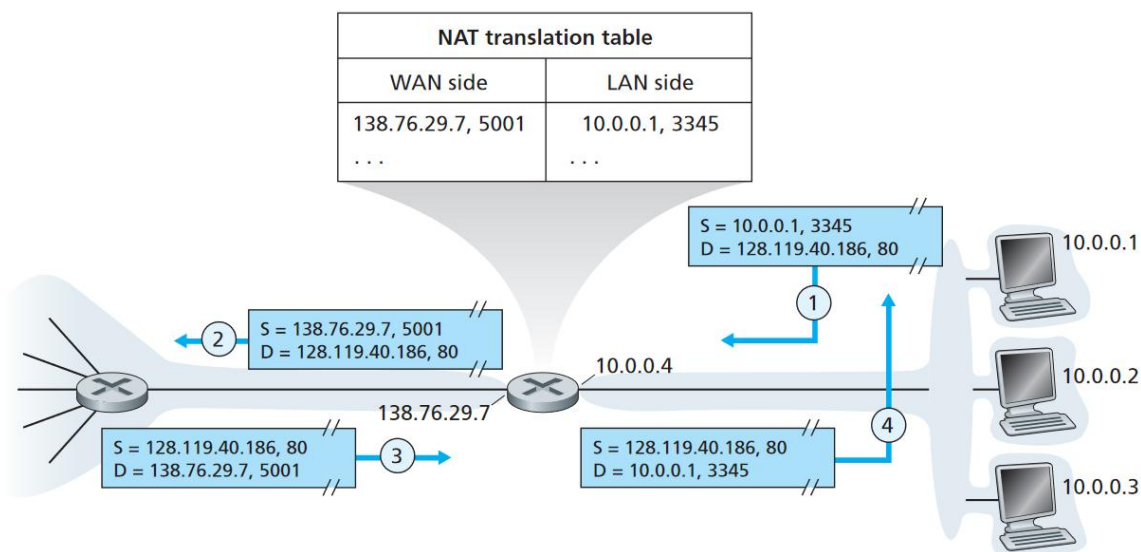 NAT translation table
WAN side LAN side
138.76.29.7, 5001 10.0.0.1, 3345
. . . . . .
S = 10.0.0.1, 3345
D = 128.119.40.186, 80
10.0.0.1
1
S = 138.76.29.7, 5001
D = 128.119.40.186, 80
2
10.0.0.4
10.0.0.2
138.76.29.7
S = 128.119.40.186, 80
D = 138.76.29.7, 5001
3
S = 128.119.40.186, 80
D = 10.0.0.1, 3345
4
10.0.0.3